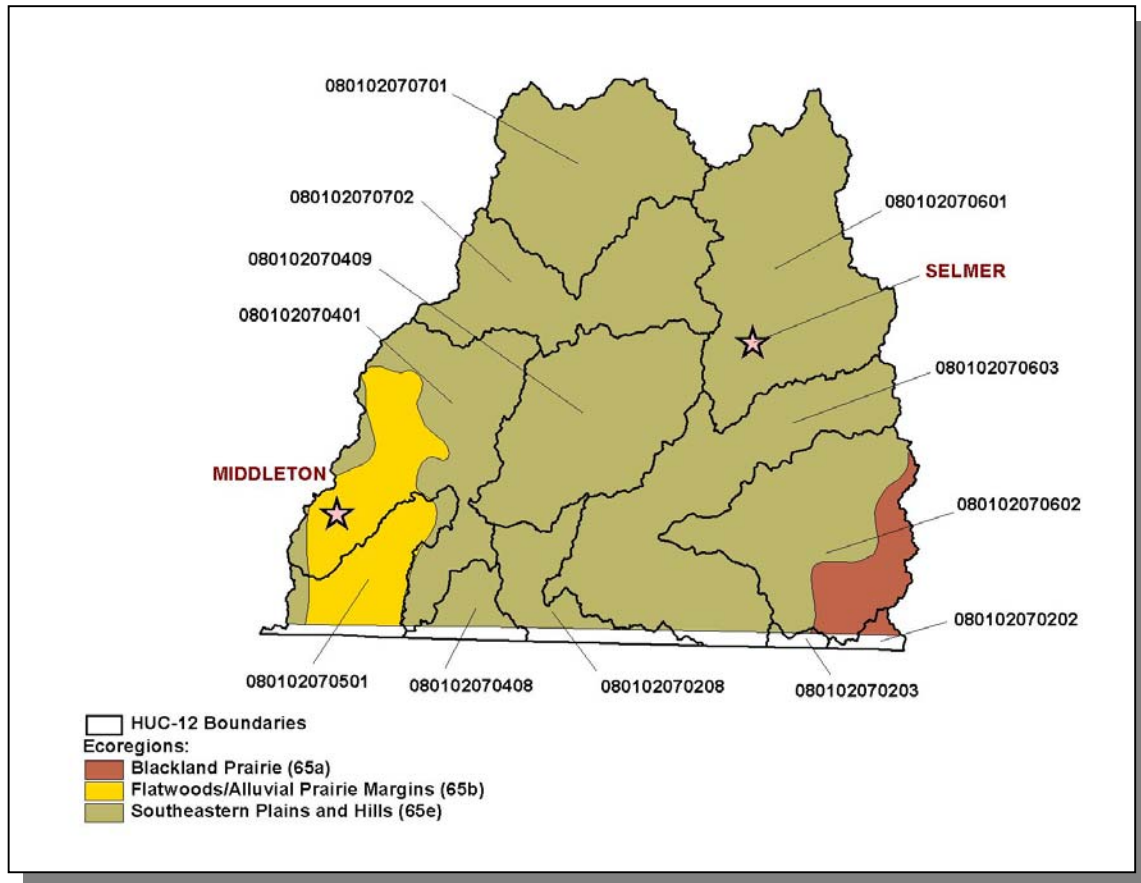 080102070701
080102070702
080102070601
080102070409
SELMER
080102070401
080102070603
MIDDLETON
080102070602
080102070202
080102070501
080102070408
080102070208
080102070203
HUC-12 Boundaries
Ecoregions:
Blackland Prairie (65a)
Flatwoods/Alluvial Prairie Margins (65b)
Southeastern Plains and Hills (65e)